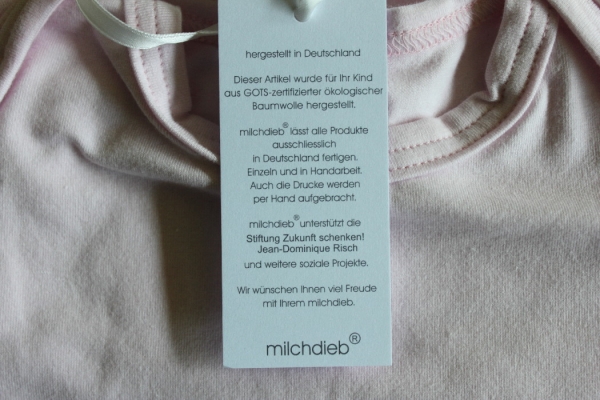 hergestellt in Deutschland
Dieser Artikel wurde für Ihr Kind
aus GOTS-zertifizierter ökologischer
Baumwolle hergestellt.
milchdieb® lässt alle Produkte
ausschliesslich
in Deutschland fertigen.
Einzeln und in Handarbeit.
Auch die Drucke werden
per Hand aufgebracht.
milchdieb® unterstützt die
Stiftung Zukunft schenken!
Jean-Dominique Risch
und weitere soziale Projekte.
Wir wünschen Ihnen viel Freude
mit Ihrem milchdieb.
milchdieb®